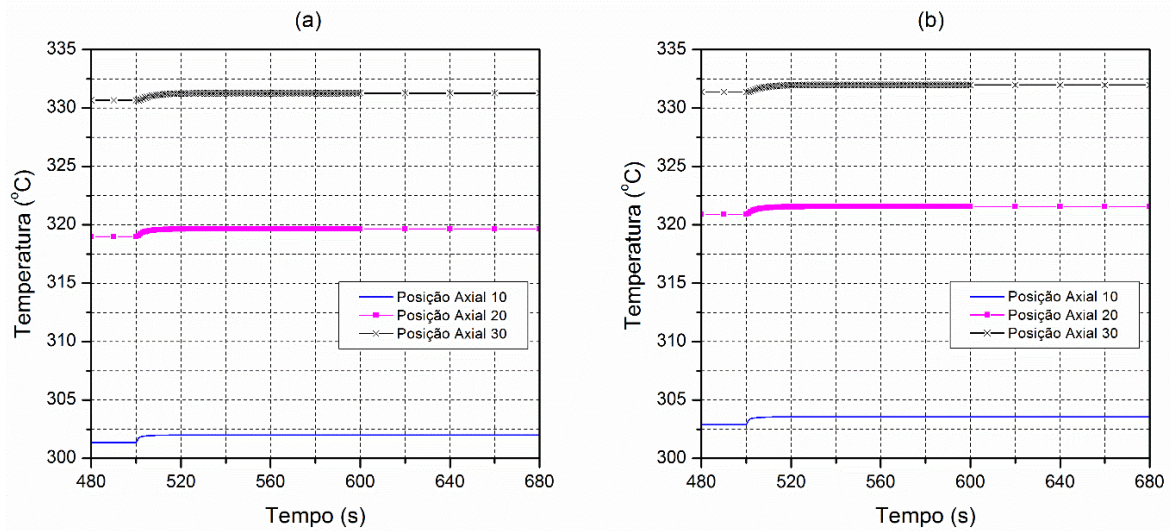 (a)
335
330
325
320
315
310
305
300
Temperatura (°C)
Posição Axial 10
Posição Axial 20
Posição Axial 30
480 520 560 600 640 680
Tempo (s)
(b)
335
330
325
320
315
310
305
300
Temperatura (°C)
Posição Axial 10
Posição Axial 20
Posição Axial 30
480 520 560 600 640 680
Tempo (s)